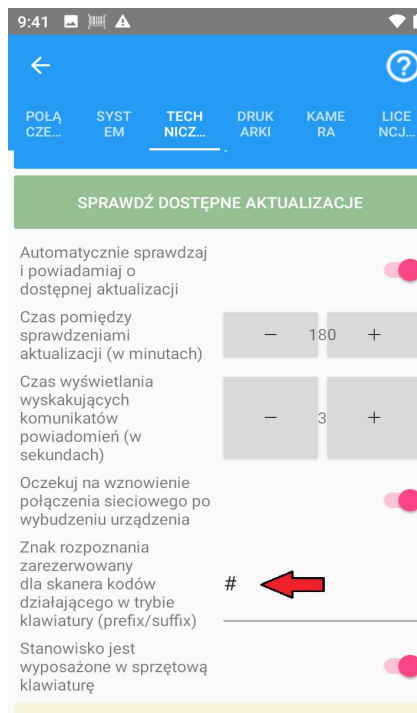 9:41
?
POŁĄ CZE...
SYST EM
TECH NICZ...
DRUK ARKI
KAME RA
LICE NCJ...
SPRAWDŹ DOSTĘPNE AKTUALIZACJE
Automatycznie sprawdzaj
i powiadamiaj o
dostępnej aktualizacji
Czas pomiędzy
sprawdzeniami
aktualizacji (w minutach)
− 180 +
Czas wyświetlania
wyskakujących
komunikatów
powiadomień (w
sekundach)
− 3 +
Oczekuj na wznowienie
połączenia sieciowego po
wybudzeniu urządzenia
Znak rozpoznania
zarezerwowany
dla skanera kodów
działającego w trybie
klawiatury (prefix/suffix)
#
Stanowisko jest
wyposażone w sprzętową
klawiaturę